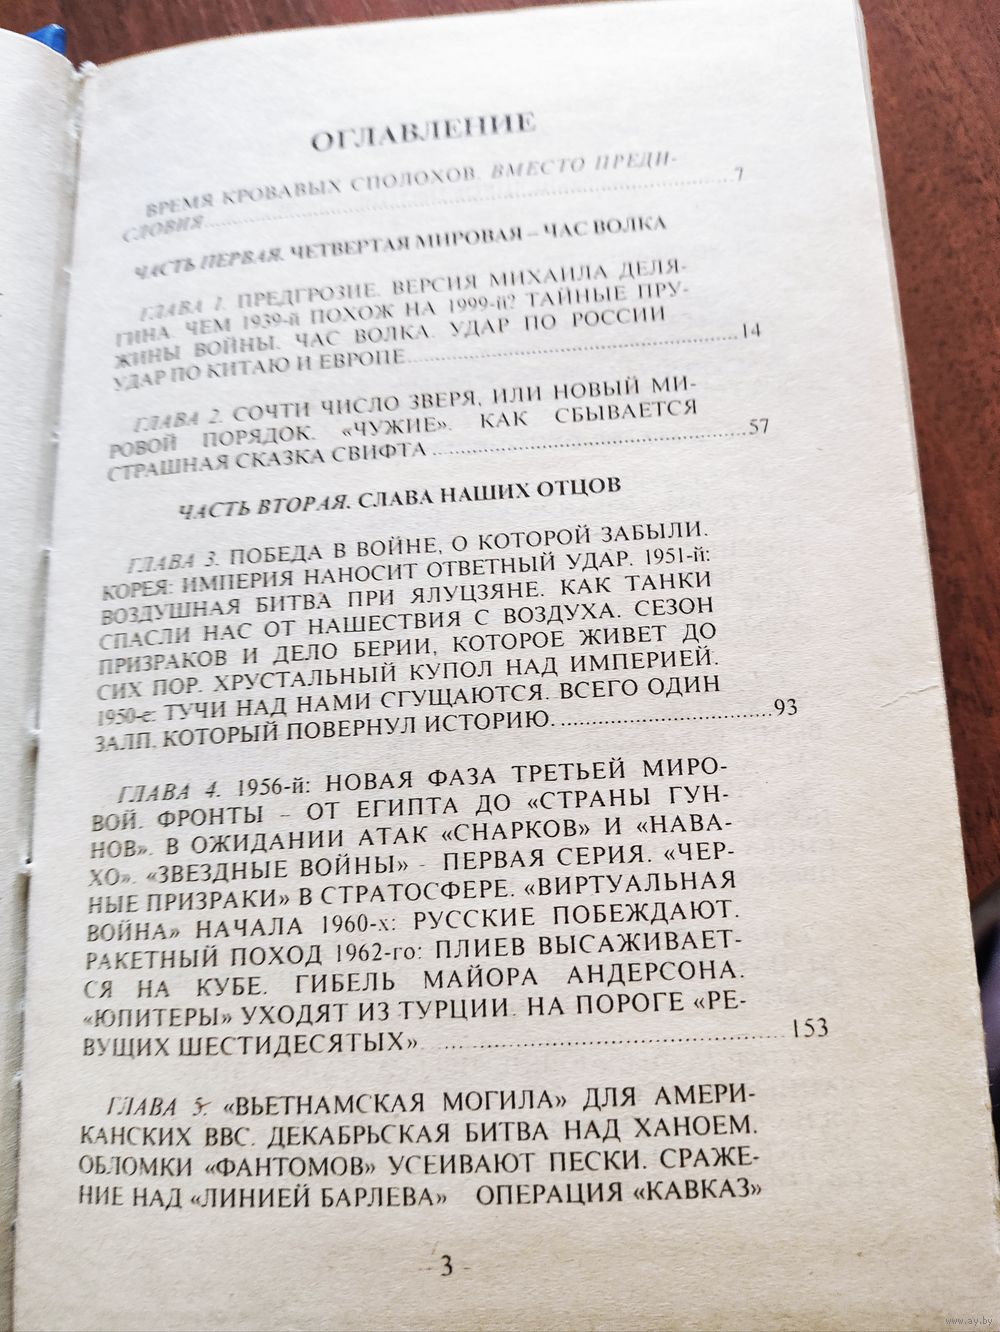 ОГЛАВЛЕНИЕ
ВРЕМЯ КРОВАВЫХ СПОЛОХОВ. ВМЕСТО ПРЕДИ-
СЛОВИЯ............7
ЧАСТЬ ПЕРВАЯ. ЧЕТВЕРТАЯ МИРОВАЯ – ЧАС ВОЛКА
ГЛАВА 1. ПРЕДГРОЗИЕ. ВЕРСИЯ МИХАИЛА ДЕЛЯ-
ГИНА. ЧЕМ 1939-й ПОХОЖ НА 1999-й? ТАЙНЫЕ ПРУ-
ЖИНЫ ВОЙНЫ. ЧАС ВОЛКА. УДАР ПО РОССИИ
УДАР ПО КИТАЮ И ЕВРОПЕ............14
ГЛАВА 2. СОЧТИ ЧИСЛО ЗВЕРЯ, ИЛИ НОВЫЙ МИ-
РОВОЙ ПОРЯДОК. «ЧУЖИЕ». КАК СБЫВАЕТСЯ
СТРАШНАЯ СКАЗКА СВИФТА............57
ЧАСТЬ ВТОРАЯ. СЛАВА НАШИХ ОТЦОВ
ГЛАВА 3. ПОБЕДА В ВОЙНЕ, О КОТОРОЙ ЗАБЫЛИ.
КОРЕЯ: ИМПЕРИЯ НАНОСИТ ОТВЕТНЫЙ УДАР. 1951-й:
ВОЗДУШНАЯ БИТВА ПРИ ЯЛУЦЗЯНЕ. КАК ТАНКИ
СПАСЛИ НАС ОТ НАШЕСТВИЯ С ВОЗДУХА. СЕЗОН
ПРИЗРАКОВ И ДЕЛО БЕРИИ, КОТОРОЕ ЖИВЕТ ДО
СИХ ПОР. ХРУСТАЛЬНЫЙ КУПОЛ НАД ИМПЕРИЕЙ.
1950-е: ТУЧИ НАД НАМИ СГУЩАЮТСЯ. ВСЕГО ОДИН
ЗАЛП, КОТОРЫЙ ПОВЕРНУЛ ИСТОРИЮ............93
ГЛАВА 4. 1956-й: НОВАЯ ФАЗА ТРЕТЬЕЙ МИРО-
ВОЙ. ФРОНТЫ – ОТ ЕГИПТА ДО «СТРАНЫ ГУН-
НОВ». В ОЖИДАНИИ АТАК «СНАРКОВ» И «НАВА-
ХО». «ЗВЕЗДНЫЕ ВОЙНЫ» - ПЕРВАЯ СЕРИЯ. «ЧЕР-
НЫЕ ПРИЗРАКИ» В СТРАТОСФЕРЕ. «ВИРТУАЛЬНАЯ
ВОЙНА» НАЧАЛА 1960-х: РУССКИЕ ПОБЕЖДАЮТ.
РАКЕТНЫЙ ПОХОД 1962-го: ПЛИЕВ ВЫСАЖИВАЕТ-
СЯ НА КУБЕ. ГИБЕЛЬ МАЙОРА АНДЕРСОНА.
«ЮПИТЕРЫ» УХОДЯТ ИЗ ТУРЦИИ. НА ПОРОГЕ «РЕ-
ВУЩИХ ШЕСТИДЕСЯТЫХ» ............153
ГЛАВА 5. «ВЬЕТНАМСКАЯ МОГИЛА» ДЛЯ АМЕРИ-
КАНСКИХ ВВС. ДЕКАБРЬСКАЯ БИТВА НАД ХАНОЕМ.
ОБЛОМКИ «ФАНТОМОВ» УСЕИВАЮТ ПЕСКИ. СРАЖЕ-
НИЕ НАД «ЛИНИЕЙ БАРЛЕВА» ОПЕРАЦИЯ «КАВКАЗ»
3
www.ay.by